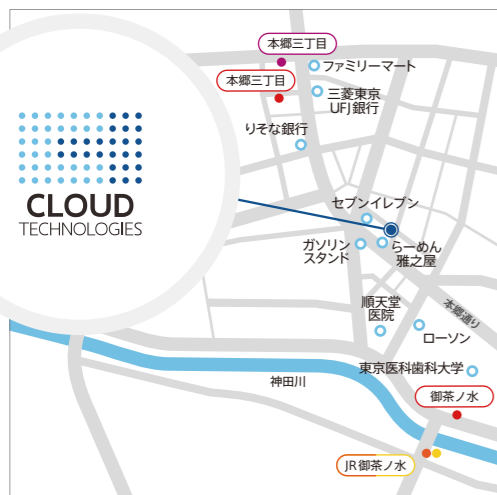 本郷三丁目
ファミリーマート
本郷三丁目
三菱東京
UFJ銀行
りそな銀行
CLOUD
TECHNOLOGIES
セブンイレブン
ガソリン
スタンド
らーめん
雅之屋
順天堂
医院
本郷通り
ローソン
東京医科歯科大学
神田川
御茶ノ水
JR御茶ノ水